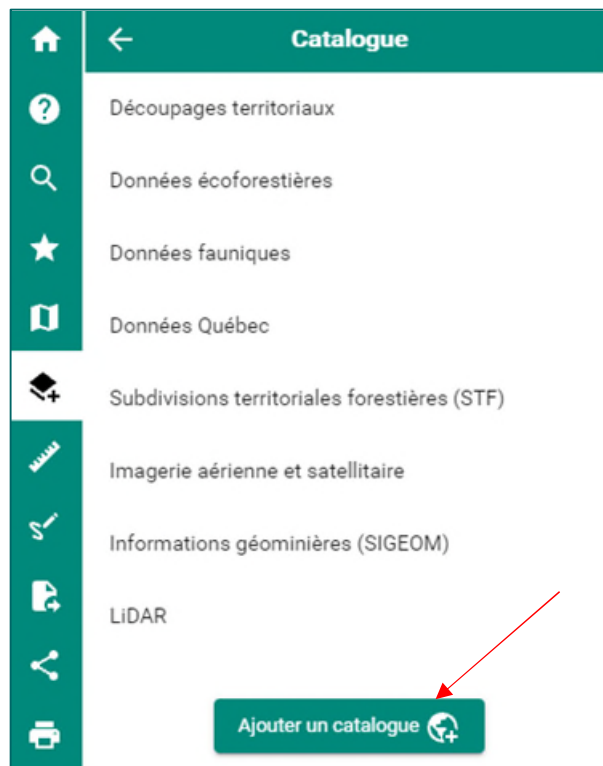 Catalogue
Découpages territoriaux
Données écoforestières
Données fauniques
Données Québec
Subdivisions territoriales forestières (STF)
Imagerie aérienne et satellitaire
Informations géominières (SIGEOM)
LiDAR
Ajouter un catalogue